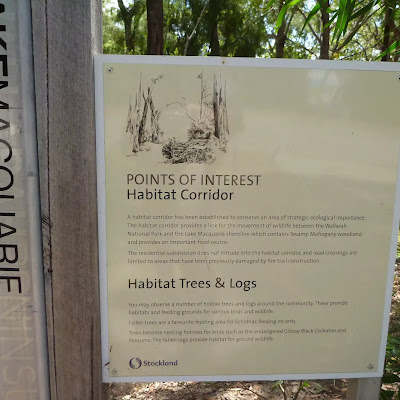 AKEMACQUARIE
POINTS OF INTEREST
Habitat Corridor
A habitat corridor has been established to conserve an area of strategic ecological importance.
The habitat corridor provides a link for the movement of wildlife between the Wallarah
National Park and the Lake Macquarie shoreline which contains Swamp Mahogany woodland
and provides an important food source.
The residential subdivision does not intrude into the habitat corridor, and road crossings are
limited to areas that have been previously damaged by fire trail construction.
Habitat Trees & Logs
You may observe a number of hollow trees and logs around the community. These provide
habitats and feeding grounds for various birds and wildlife.
Fallen trees are a favourite feeding area for Echidnas feeding on ants.
Trees become nesting hollows for birds such as the endangered Glossy Black Cockatoo and
Possums. The fallen logs provide habitat for ground wildlife.
Stockland